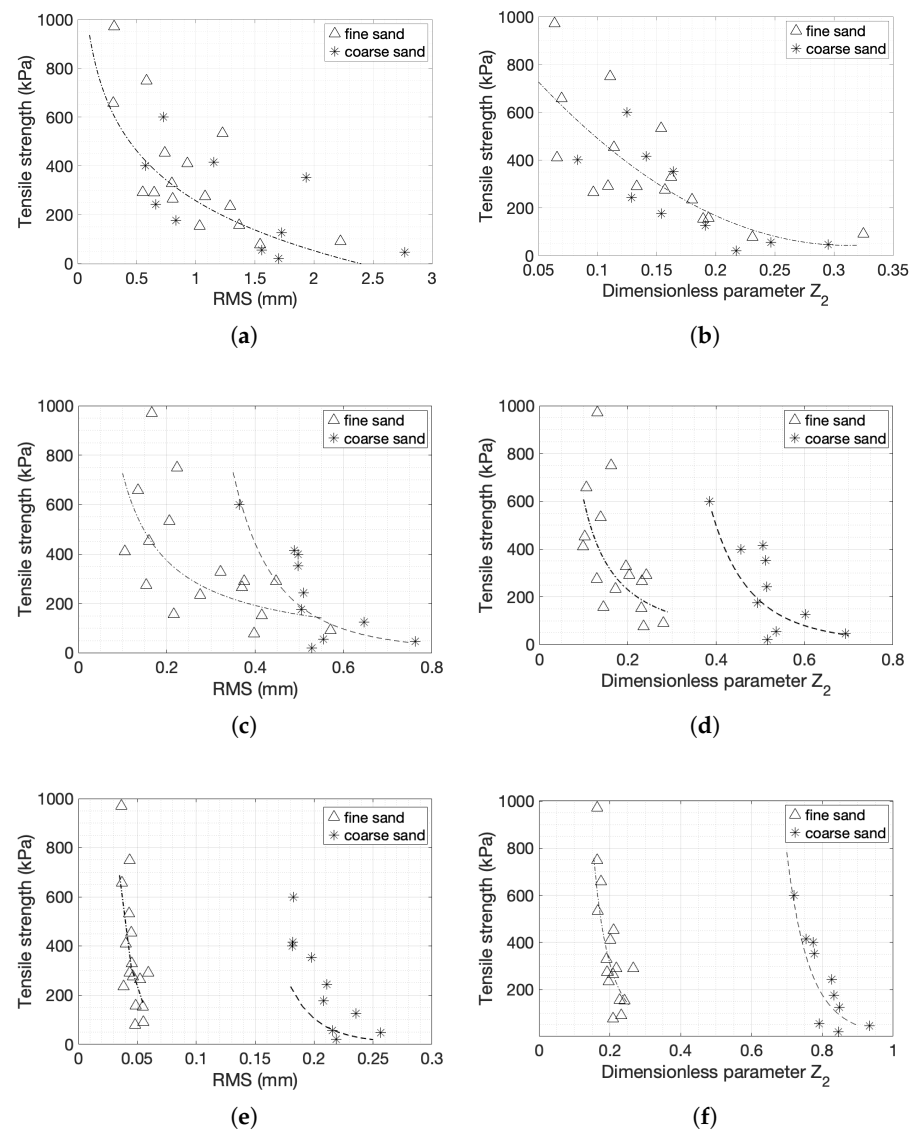 1000
800
600
400
200
0
Tensile strength (kPa)
fine sand
coarse sand
0
0.5
1
1.5
2
2.5
3
RMS (mm)
(a)
1000
800
600
400
200
0
Tensile strength (kPa)
fine sand
coarse sand
0.05
0.1
0.15
0.2
0.25
0.3
0.35
Dimensionless parameter Z2
(b)
1000
800
600
400
200
0
Tensile strength (kPa)
fine sand
coarse sand
0
0.2
0.4
0.6
0.8
RMS (mm)
(c)
1000
800
600
400
200
0
Tensile strength (kPa)
fine sand
coarse sand
0
0.2
0.4
0.6
0.8
Dimensionless parameter Z2
(d)
1000
800
600
400
200
0
Tensile strength (kPa)
fine sand
coarse sand
0
0.05
0.1
0.15
0.2
0.25
0.3
RMS (mm)
(e)
1000
800
600
400
200
Tensile strength (kPa)
fine sand
coarse sand
0
0.2
0.4
0.6
0.8
1
Dimensionless parameter Z2
(f)